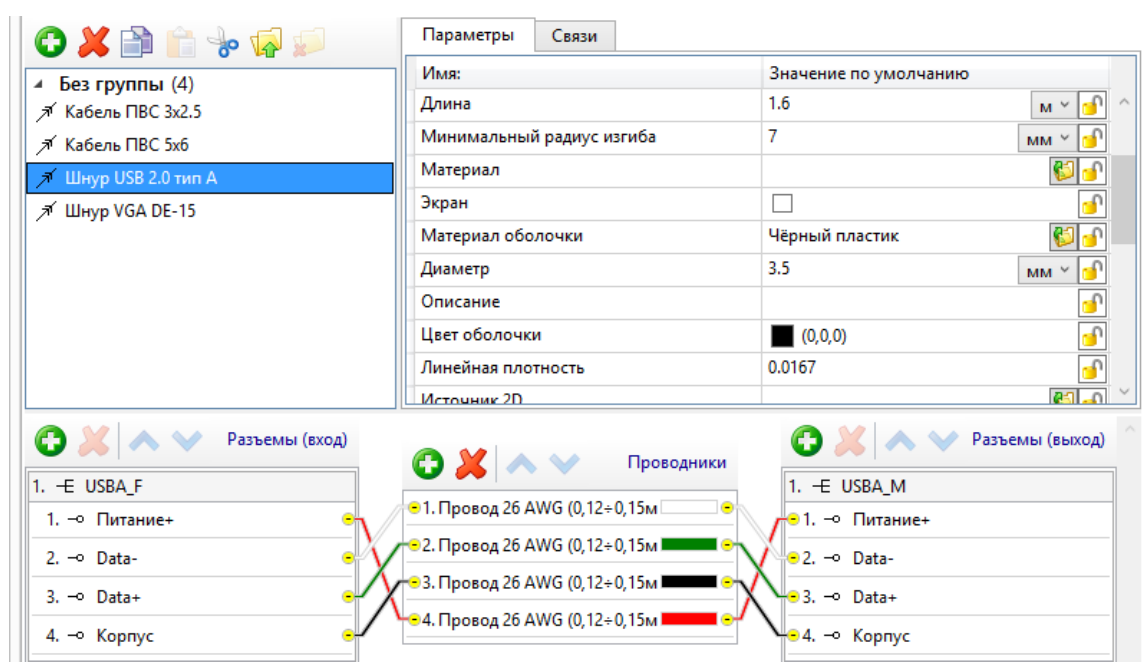 Параметры Связи
Без группы (4)
Кабель ПВС 3x2.5
Кабель ПВС 5x6
Шнур USB 2.0 тип A
Шнур VGA DE-15
Имя: Значение по умолчанию
Длина 1.6 м
Минимальный радиус изгиба 7 мм
Материал
Экран
Материал оболочки Чёрный пластик
Диаметр 3.5 мм
Описание
Цвет оболочки (0,0,0)
Линейная плотность 0.0167
Источник 2D
Разъемы (вход)
1. USBA_F
1. Питание+
2. Data-
3. Data+
4. Корпус
Проводники
1. Провод 26 AWG (0,12÷0,15м
2. Провод 26 AWG (0,12÷0,15м
3. Провод 26 AWG (0,12÷0,15м
4. Провод 26 AWG (0,12÷0,15м
Разъемы (выход)
1. USBA_M
1. Питание+
2. Data-
3. Data+
4. Корпус